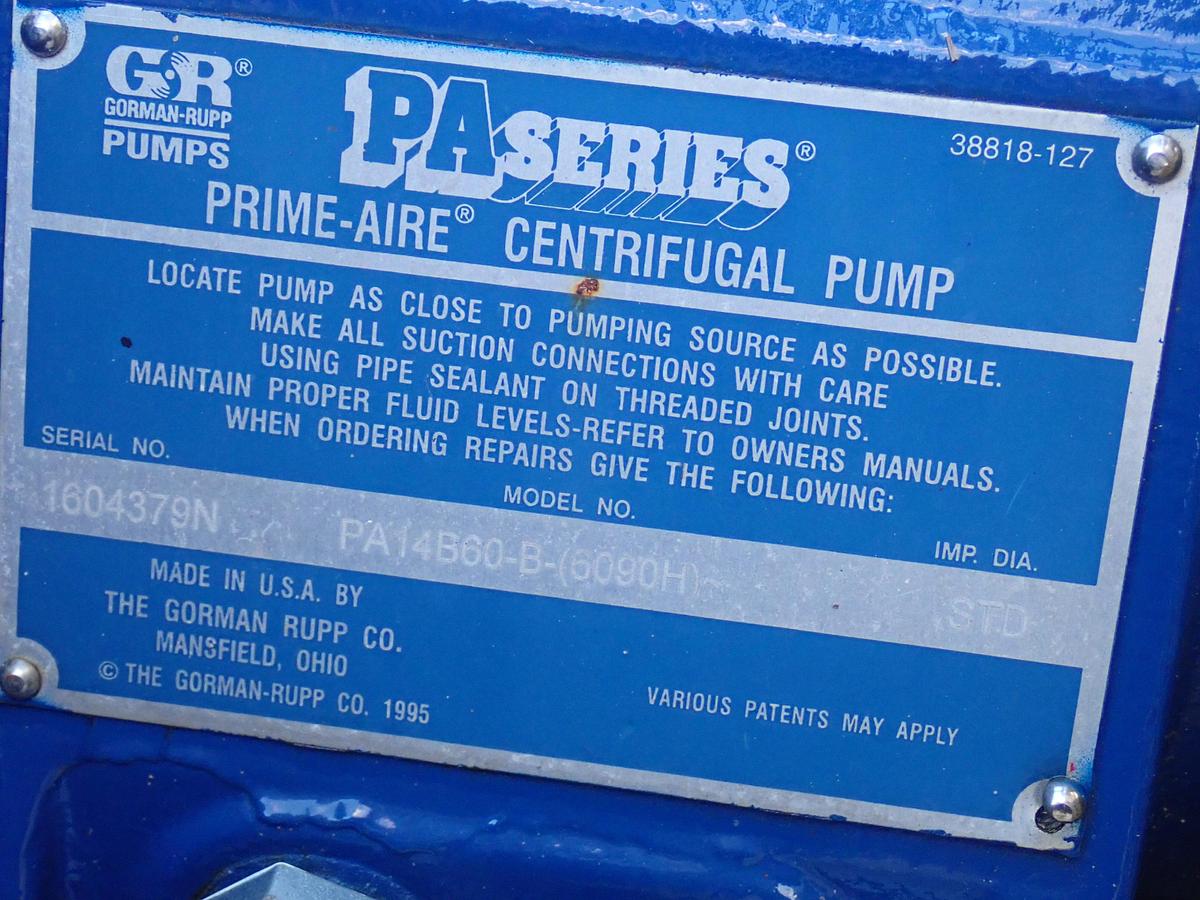 GR®
GORMAN-RUPP
PUMPS
PA SERIES®
38818-127
PRIME-AIRE® CENTRIFUGAL PUMP
LOCATE PUMP AS CLOSE TO PUMPING SOURCE AS POSSIBLE.
MAKE ALL SUCTION CONNECTIONS WITH CARE
USING PIPE SEALANT ON THREADED JOINTS.
MAINTAIN PROPER FLUID LEVELS-REFER TO OWNERS MANUALS.
WHEN ORDERING REPAIRS GIVE THE FOLLOWING:
SERIAL NO.
MODEL NO.
IMP. DIA.
1604379N
PA14B60-B-(6090H)
STD
MADE IN U.S.A. BY
THE GORMAN RUPP CO.
MANSFIELD, OHIO
© THE GORMAN-RUPP CO. 1995
VARIOUS PATENTS MAY APPLY